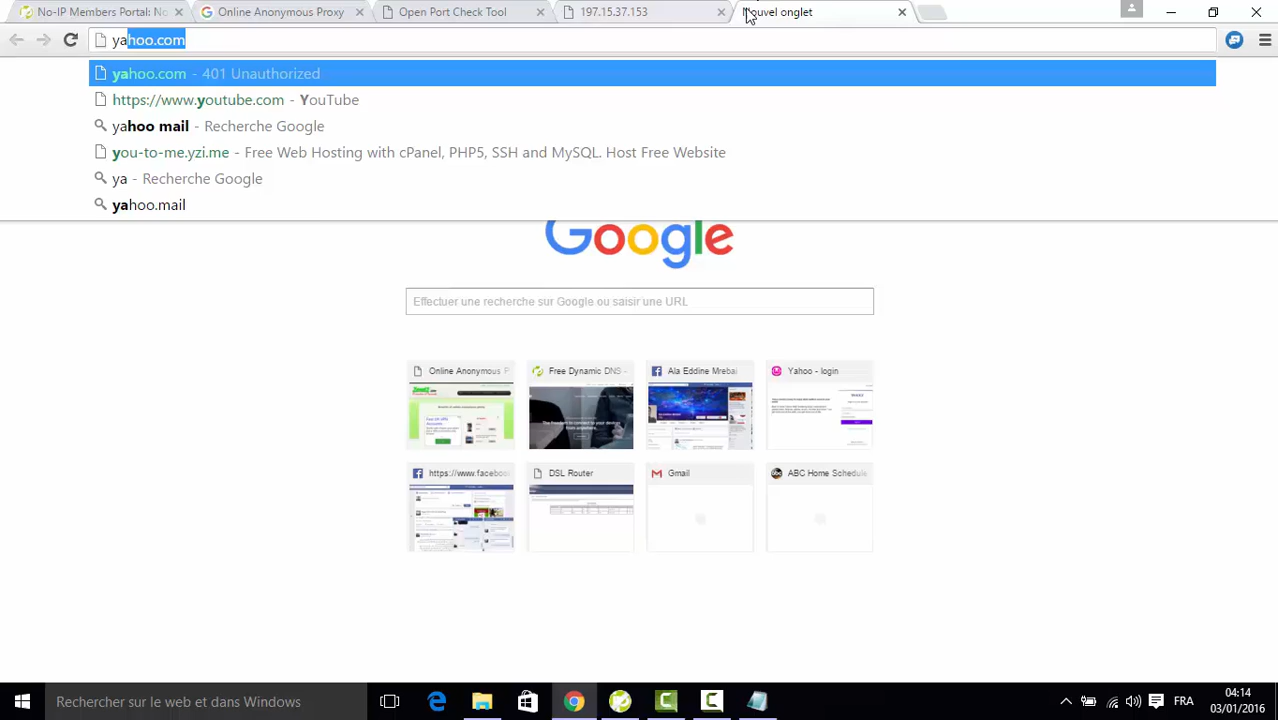 No-IP Members Portal: No
Online Anonymous Proxy
Open Port Check Tool
197.15.37.153
Nouvel onglet
yahoo.com
yahoo.com - 401 Unauthorized
https://www.youtube.com - YouTube
yahoo mail - Recherche Google
you-to-me.yzi.me - Free Web Hosting with cPanel, PHP5, SSH and MySQL. Host Free Website
ya - Recherche Google
yahoo.mail
Google
Effectuer une recherche sur Google ou saisir une URL
Online Anonymous P
Free Dynamic DNS -
Ala Eddine Mrebai
Yahoo - login
https://www.faceboo
DSL Router
Gmail
ABC Home Schedule
Rechercher sur le web et dans Windows
FRA
04:14
03/01/2016